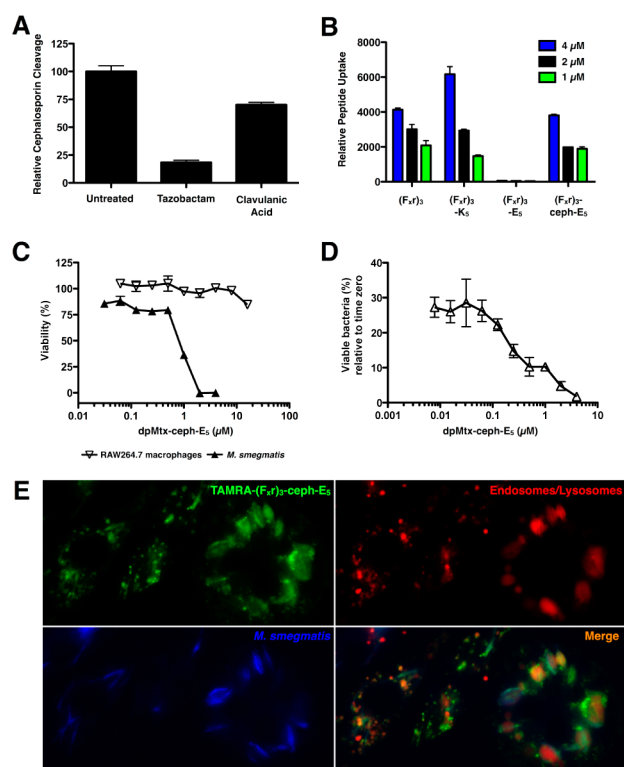 A
Relative Cephalosporin Cleavage
125
100
75
50
25
0
Untreated
Tazobactam
Clavulanic
Acid
B
Relative Peptide Uptake
8000
6000
4000
2000
0
4 µM
2 µM
1 µM
(Fxr)3
(Fxr)3
-K5
(Fxr)3
-E5
(Fxr)3-
ceph-E5
C
Viability (%)
125
100
75
50
25
0
0.01
0.1
1
10
100
dpMtx-ceph-E5 (µM)
RAW264.7 macrophages
M. smegmatis
D
Viable bacteria (%)
relative to time zero
40
30
20
10
0
0.001
0.01
0.1
1
10
dpMtx-ceph-E5 (µM)
E
TAMRA-(Fxr)3-ceph-E5
Endosomes/Lysosomes
M. smegmatis
Merge